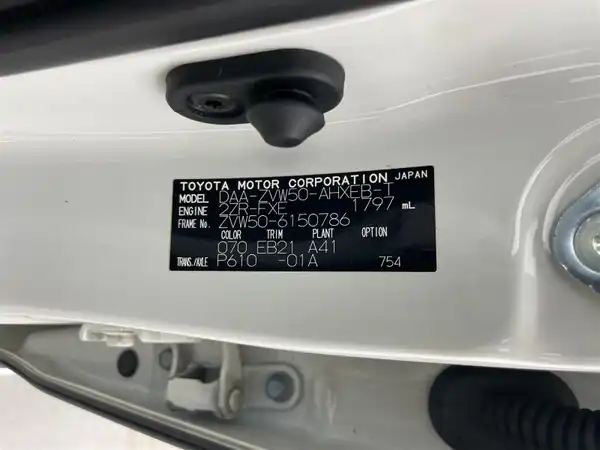 TOYOTA MOTOR CORPORATION JAPAN
MODEL DAA-ZVW50-AHXEB-T
ENGINE 2ZR-FXE 1797 mL
FRAME No. ZVW50-6150786
COLOR TRIM PLANT OPTION
070 EB21 A41
TRANS./AXLE P610 -01A 754